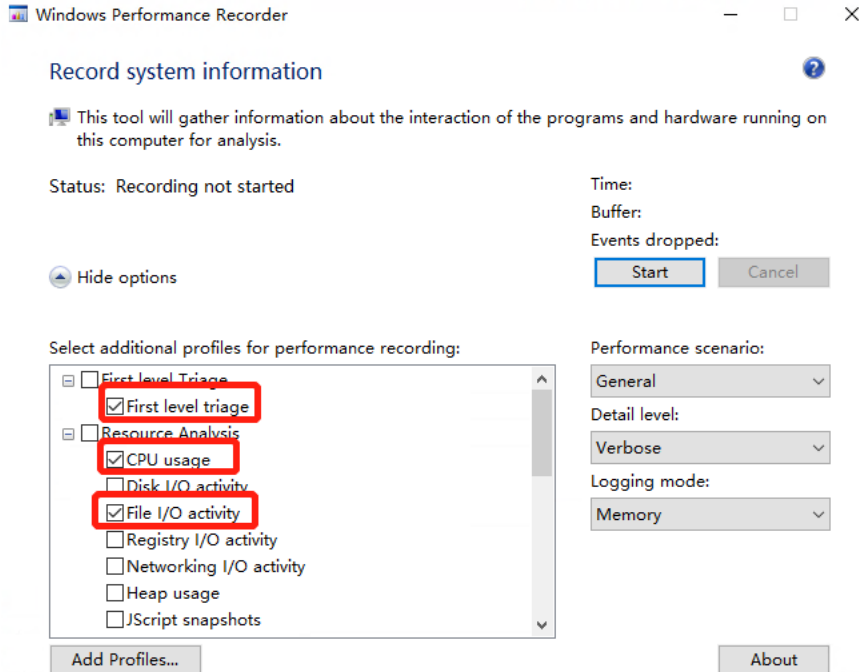 Windows Performance Recorder
Record system information
This tool will gather information about the interaction of the programs and hardware running on
this computer for analysis.
Status: Recording not started
Time:
Buffer:
Events dropped:
Start
Cancel
Hide options
Select additional profiles for performance recording:
First level Triage
First level triage
Resource Analysis
CPU usage
Disk I/O activity
File I/O activity
Registry I/O activity
Networking I/O activity
Heap usage
JScript snapshots
Performance scenario:
General
Detail level:
Verbose
Logging mode:
Memory
Add Profiles...
About